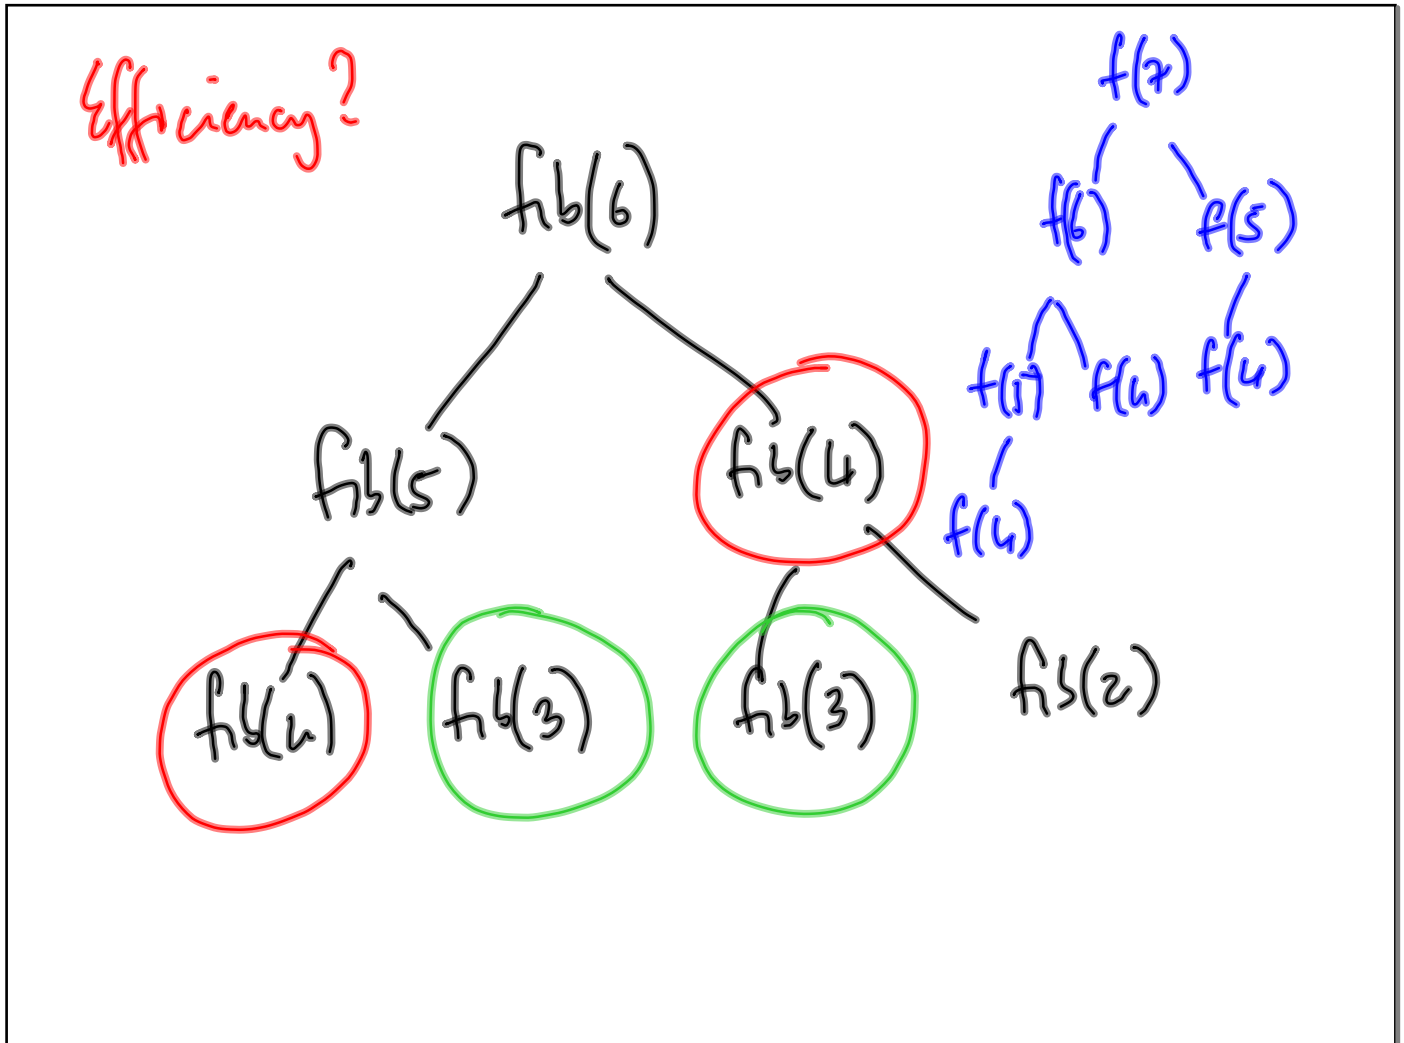 Efficiency?
fib(6)
fib(5) fib(4)
fib(4) fib(3) fib(3) fib(2)
f(7)
f(6) f(5)
f(5) f(4) f(4)
f(4)